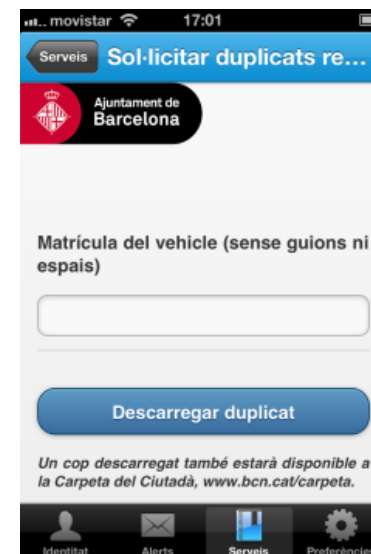 movistar 17:01
Serveis Sol·licitar duplicats re...
Ajuntament de
Barcelona
Matrícula del vehicle (sense guions ni
espais)
Descarregar duplicat
Un cop descarregat també estarà disponible a
la Carpeta del Ciutadà, www.bcn.cat/carpeta.
Identitat Alerts Serveis Preferències